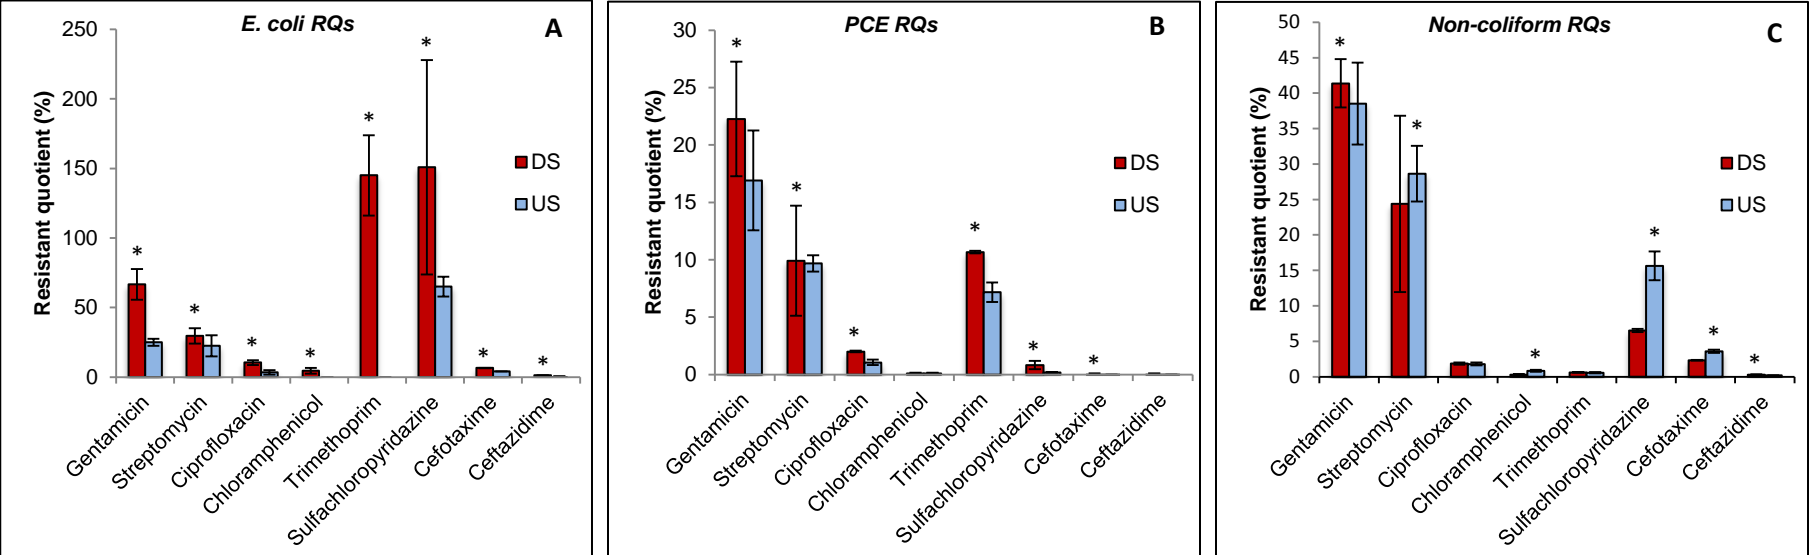 E. coli RQs
A
250
200
150
100
50
0
Resistant quotient (%)
*
*
*
*
*
*
*
*
DS
US
Gentamicin
Streptomycin
Ciprofloxacin
Chloramphenicol
Trimethoprim
Sulfachloropyridazine
Cefotaxime
Ceftazidime
PCE RQs
B
30
25
20
15
10
5
0
Resistant quotient (%)
*
*
*
*
*
*
DS
US
Gentamicin
Streptomycin
Ciprofloxacin
Chloramphenicol
Trimethoprim
Sulfachloropyridazine
Cefotaxime
Ceftazidime
Non-coliform RQs
C
50
45
40
35
30
25
20
15
10
5
0
Resistant quotient (%)
*
*
*
*
*
*
DS
US
Gentamicin
Streptomycin
Ciprofloxacin
Chloramphenicol
Trimethoprim
Sulfachloropyridazine
Cefotaxime
Ceftazidime